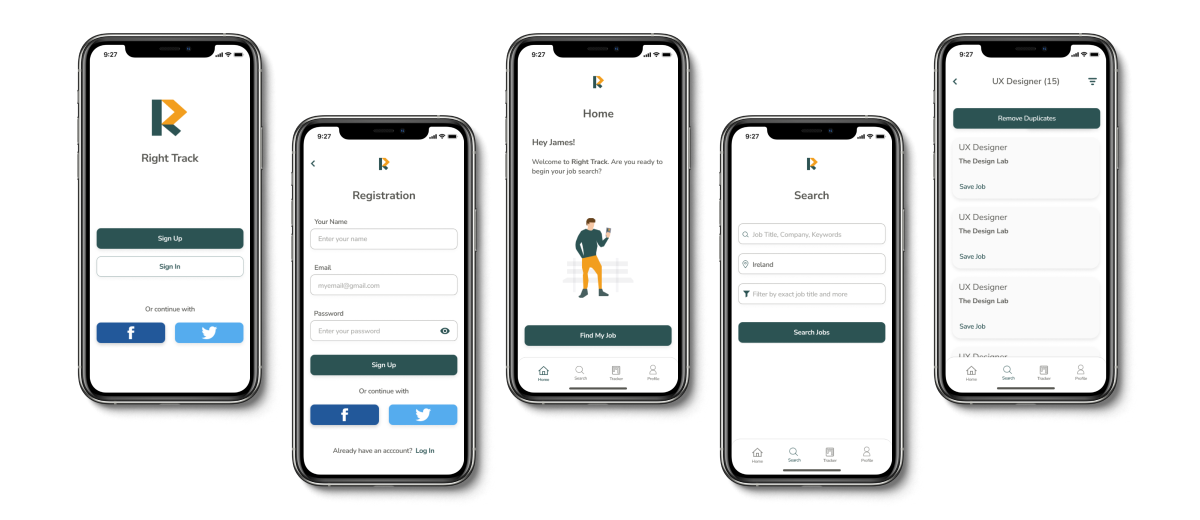 9:27
Right Track
Sign Up
Sign In
Or continue with
f
9:27
Registration
Your Name
Enter your name
Email
myemail@gmail.com
Password
Enter your password
Sign Up
Or continue with
f
Already have an acccount? Log In
9:27
Home
Hey James!
Welcome to Right Track. Are you ready to
begin your job search?
Find My Job
Home Search Tracker Profile
9:27
Search
Job Title, Company, Keywords
Ireland
Filter by exact job title and more
Search Jobs
Home Search Tracker Profile
9:27
UX Designer (15)
Remove Duplicates
UX Designer
The Design Lab
Save Job
UX Designer
The Design Lab
Save Job
UX Designer
The Design Lab
Save Job
UX Designer
Home Search Tracker Profile